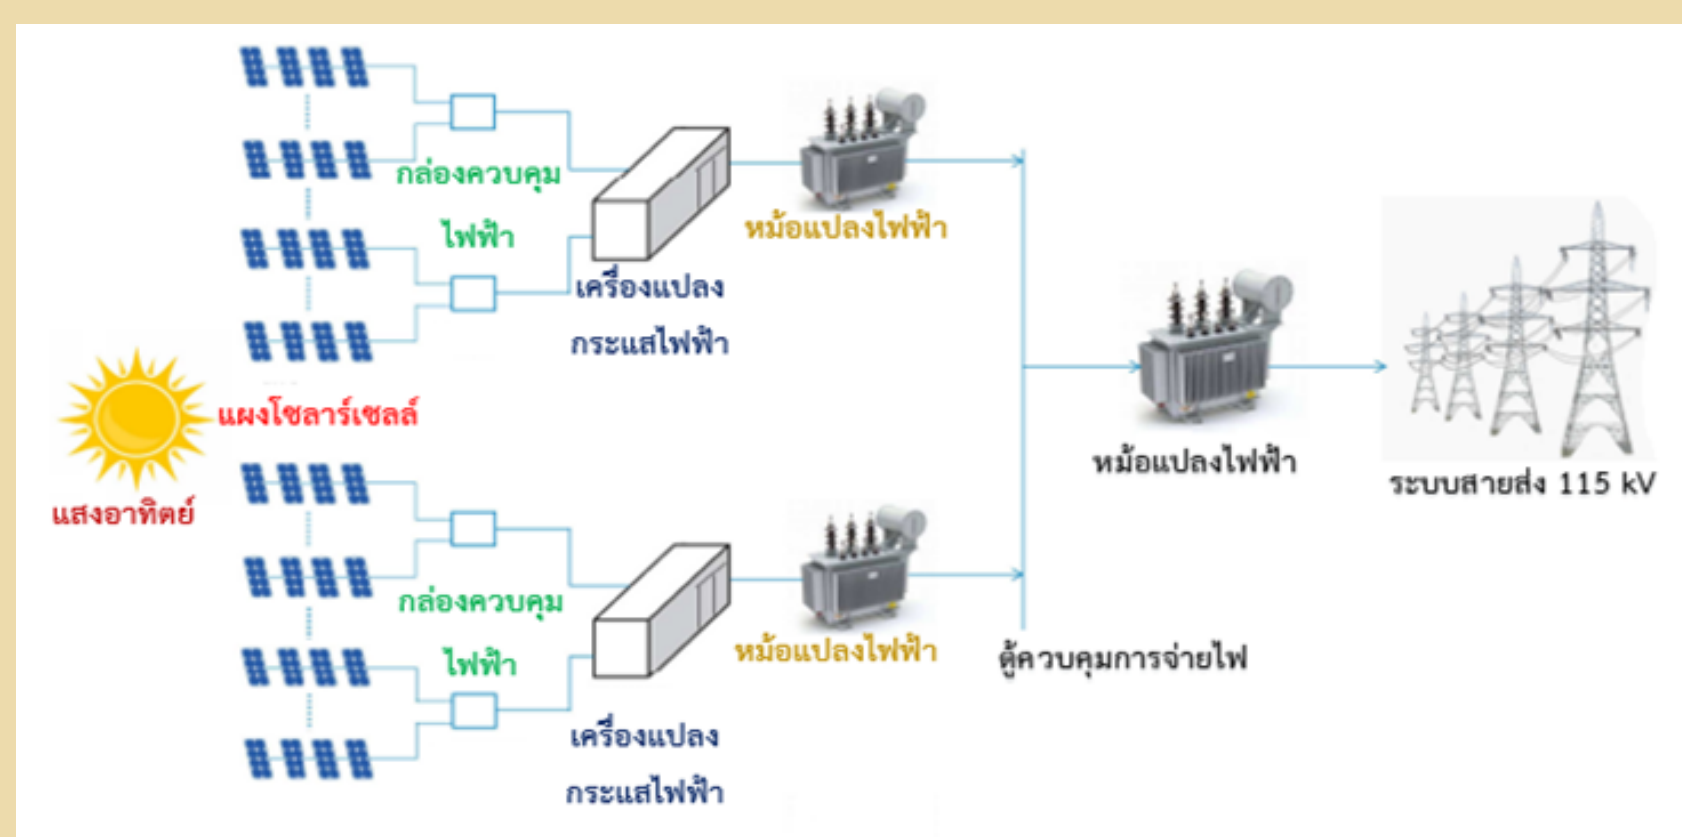 กล่องควบคุม
ไฟฟ้า
หม้อแปลงไฟฟ้า
เครื่องแปลง
กระแสไฟฟ้า
แผงโซลาร์เซลล์
แสงอาทิตย์
หม้อแปลงไฟฟ้า
ระบบสายส่ง 115 kV
กล่องควบคุม
ไฟฟ้า
หม้อแปลงไฟฟ้า
ตู้ควบคุมการจ่ายไฟ
เครื่องแปลง
กระแสไฟฟ้า